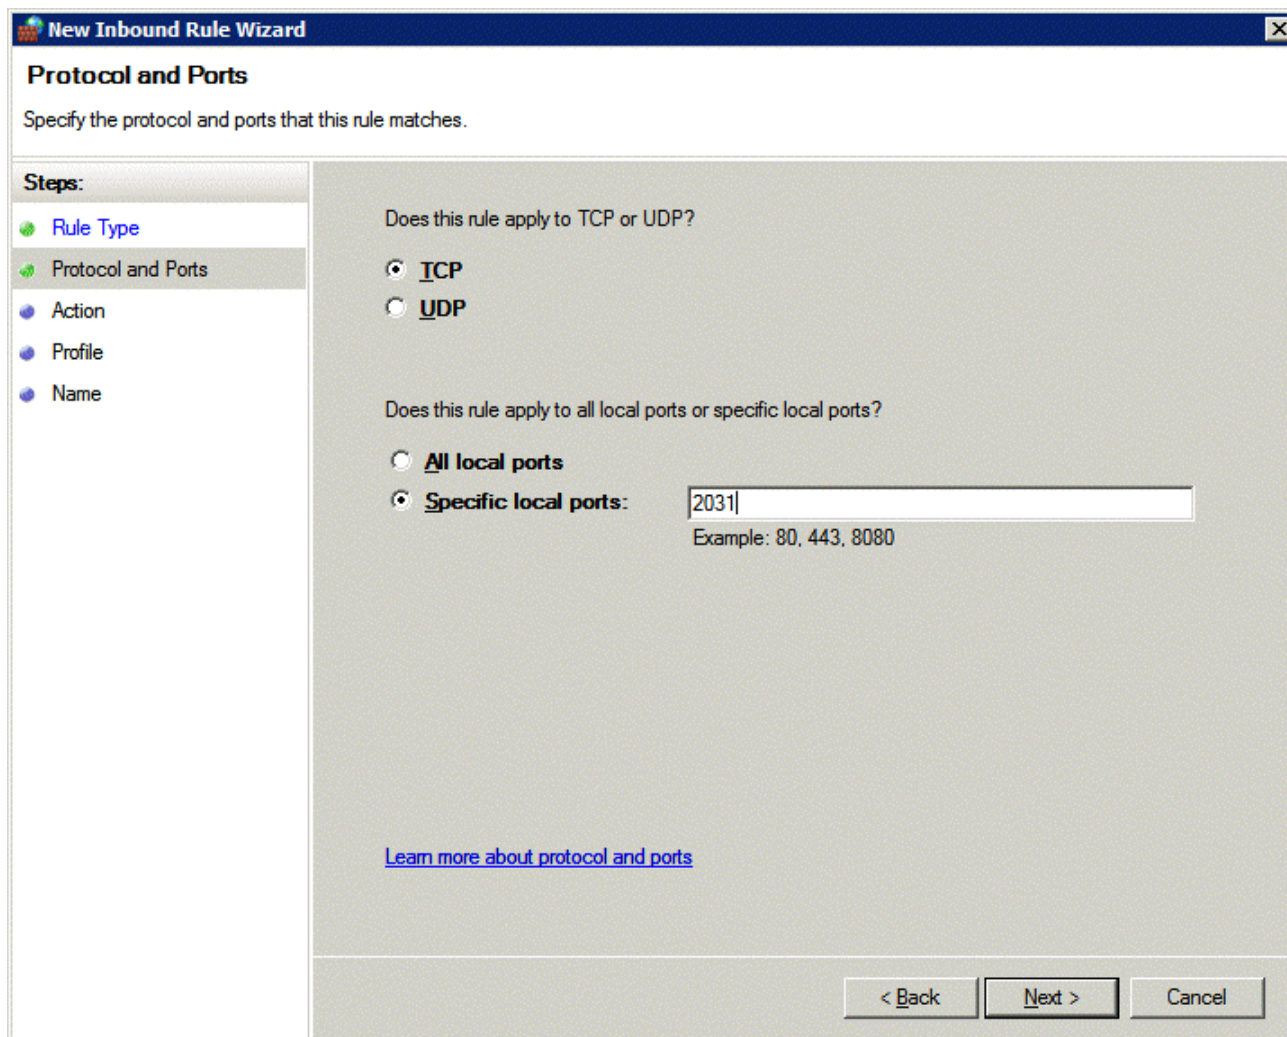 New Inbound Rule Wizard
Protocol and Ports
Specify the protocol and ports that this rule matches.
Steps:
Rule Type
Protocol and Ports
Action
Profile
Name
Does this rule apply to TCP or UDP?
TCP
UDP
Does this rule apply to all local ports or specific local ports?
All local ports
Specific local ports: 2031
Example: 80, 443, 8080
Learn more about protocol and ports
< Back Next > Cancel